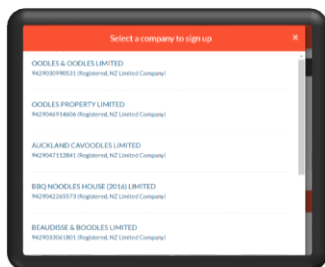 Select a company to sign up
×
OODLES & OODLES LIMITED
9429030990531 (Registered, NZ Limited Company)
OODLES PROPERTY LIMITED
9429046914606 (Registered, NZ Limited Company)
AUCKLAND CAVOODLES LIMITED
9429047112841 (Registered, NZ Limited Company)
BBQ NOODLES HOUSE (2016) LIMITED
9429042265573 (Registered, NZ Limited Company)
BEAUDISSE & BOODLES LIMITED
9429033061801 (Registered, NZ Limited Company)